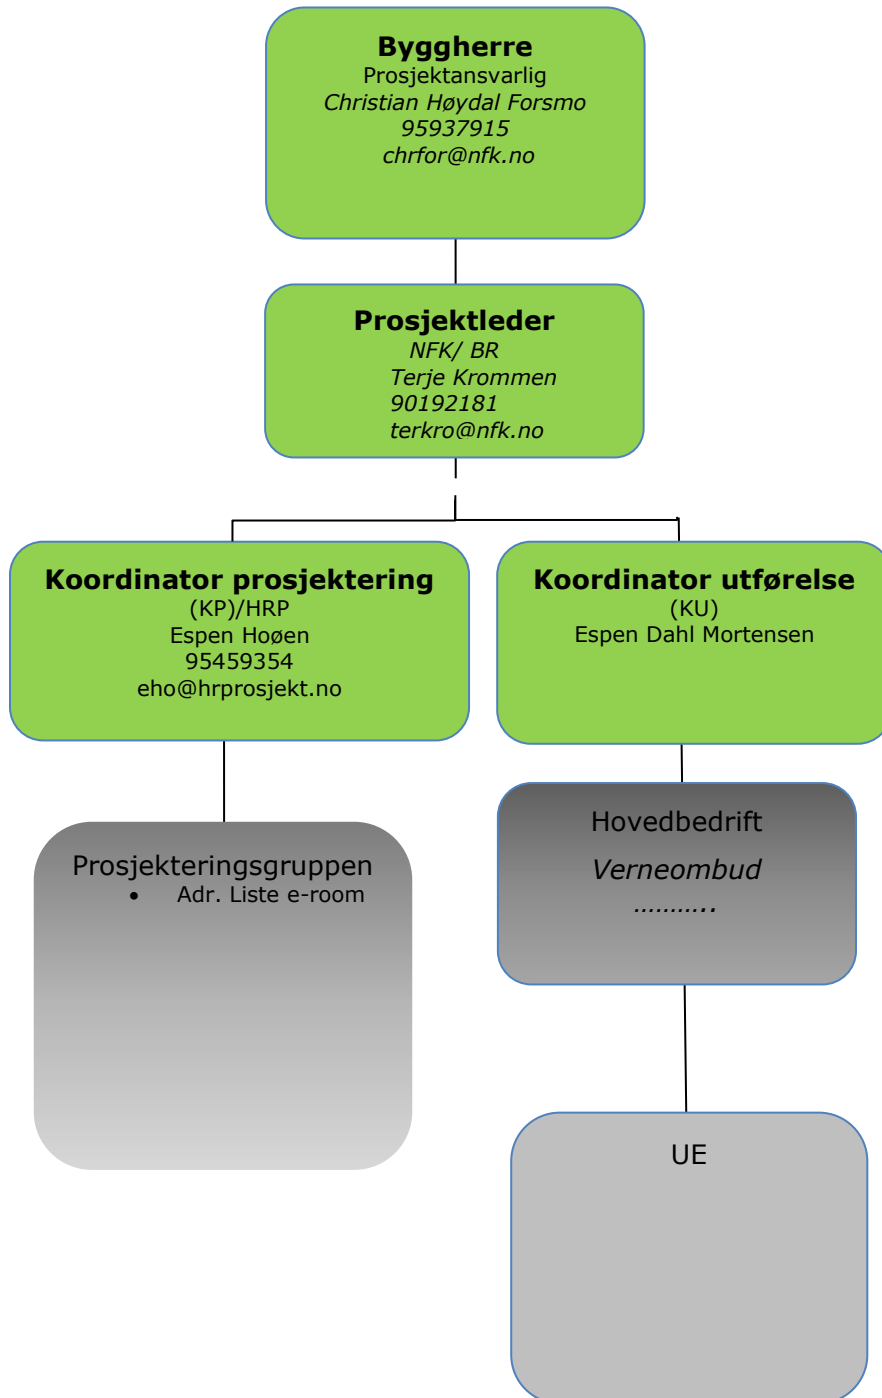 Byggherre
Prosjektansvarlig
Christian Høydal Forsmo
95937915
chrfor@nfk.no
Prosjektleder
NFK/ BR
Terje Krommen
90192181
terkro@nfk.no
Koordinator prosjektering
(KP)/HRP
Espen Hoøen
95459354
eho@hrprosjekt.no
Koordinator utførelse
(KU)
Espen Dahl Mortensen
Prosjekteringsgruppen
• Adr. Liste e-room
Hovedbedrift
Verneombud
………..
UE